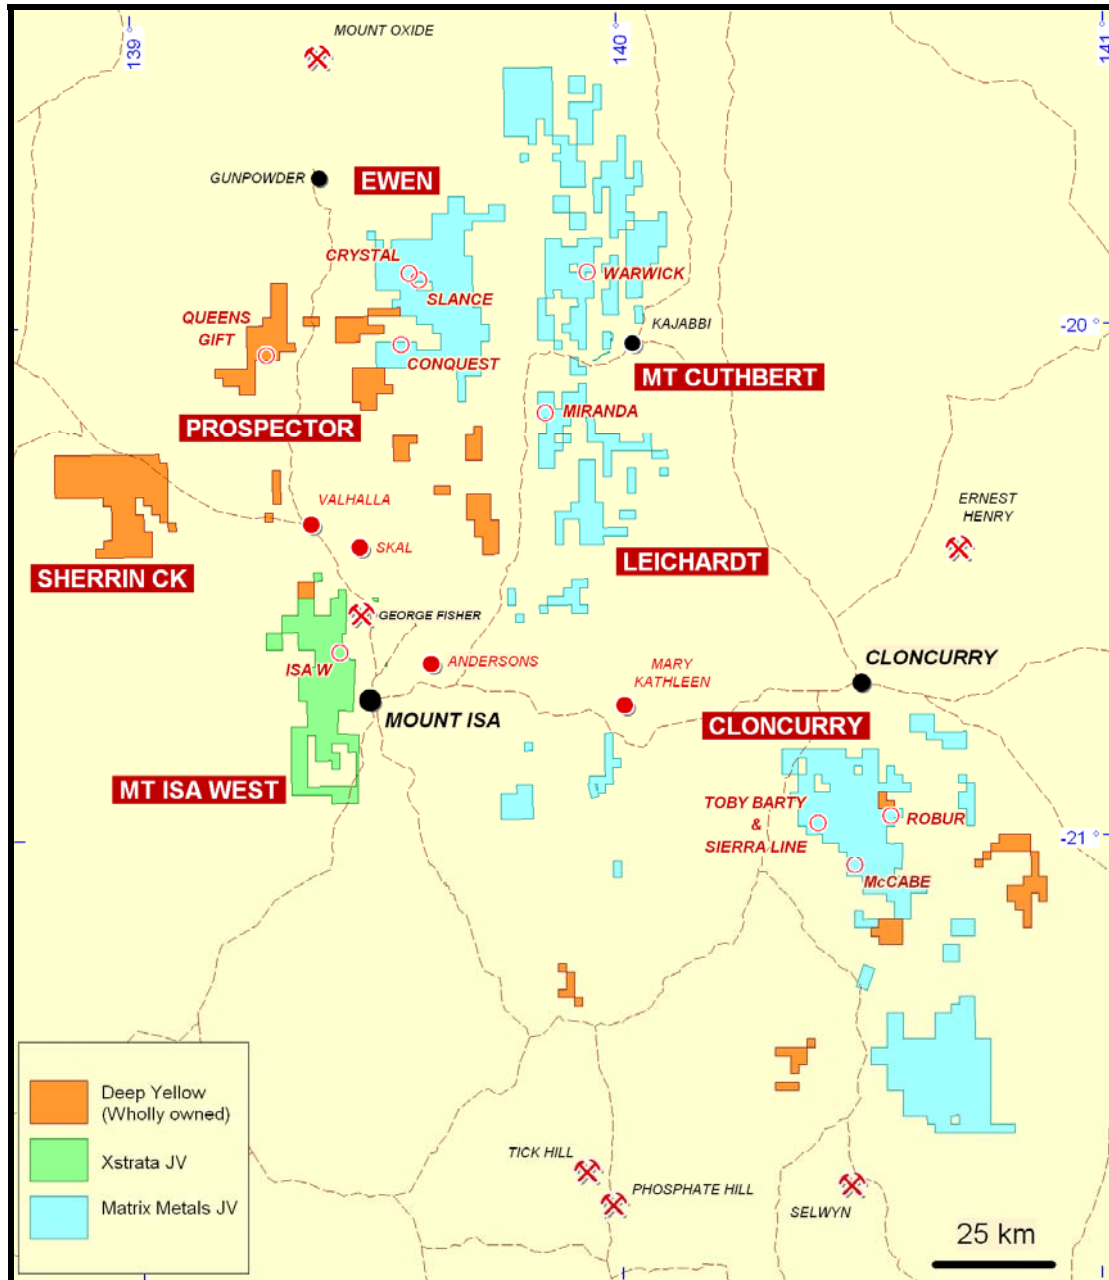 139
140
141
MOUNT OXIDE
GUNPOWDER
EWEN
CRYSTAL
SLANCE
WARWICK
QUEENS
GIFT
KAJABBI
-20 °
CONQUEST
MT CUTHBERT
MIRANDA
PROSPECTOR
VALHALLA
ERNEST
HENRY
SKAL
LEICHARDT
SHERRIN CK
GEORGE FISHER
ISA W
ANDERSONS
MARY
KATHLEEN
CLONCURRY
MOUNT ISA
CLONCURRY
MT ISA WEST
TOBY BARTY
&
SIERRA LINE
ROBUR
-21 °
McCABE
Deep Yellow
(Wholly owned)
Xstrata JV
Matrix Metals JV
TICK HILL
PHOSPHATE HILL
SELWYN
25 km